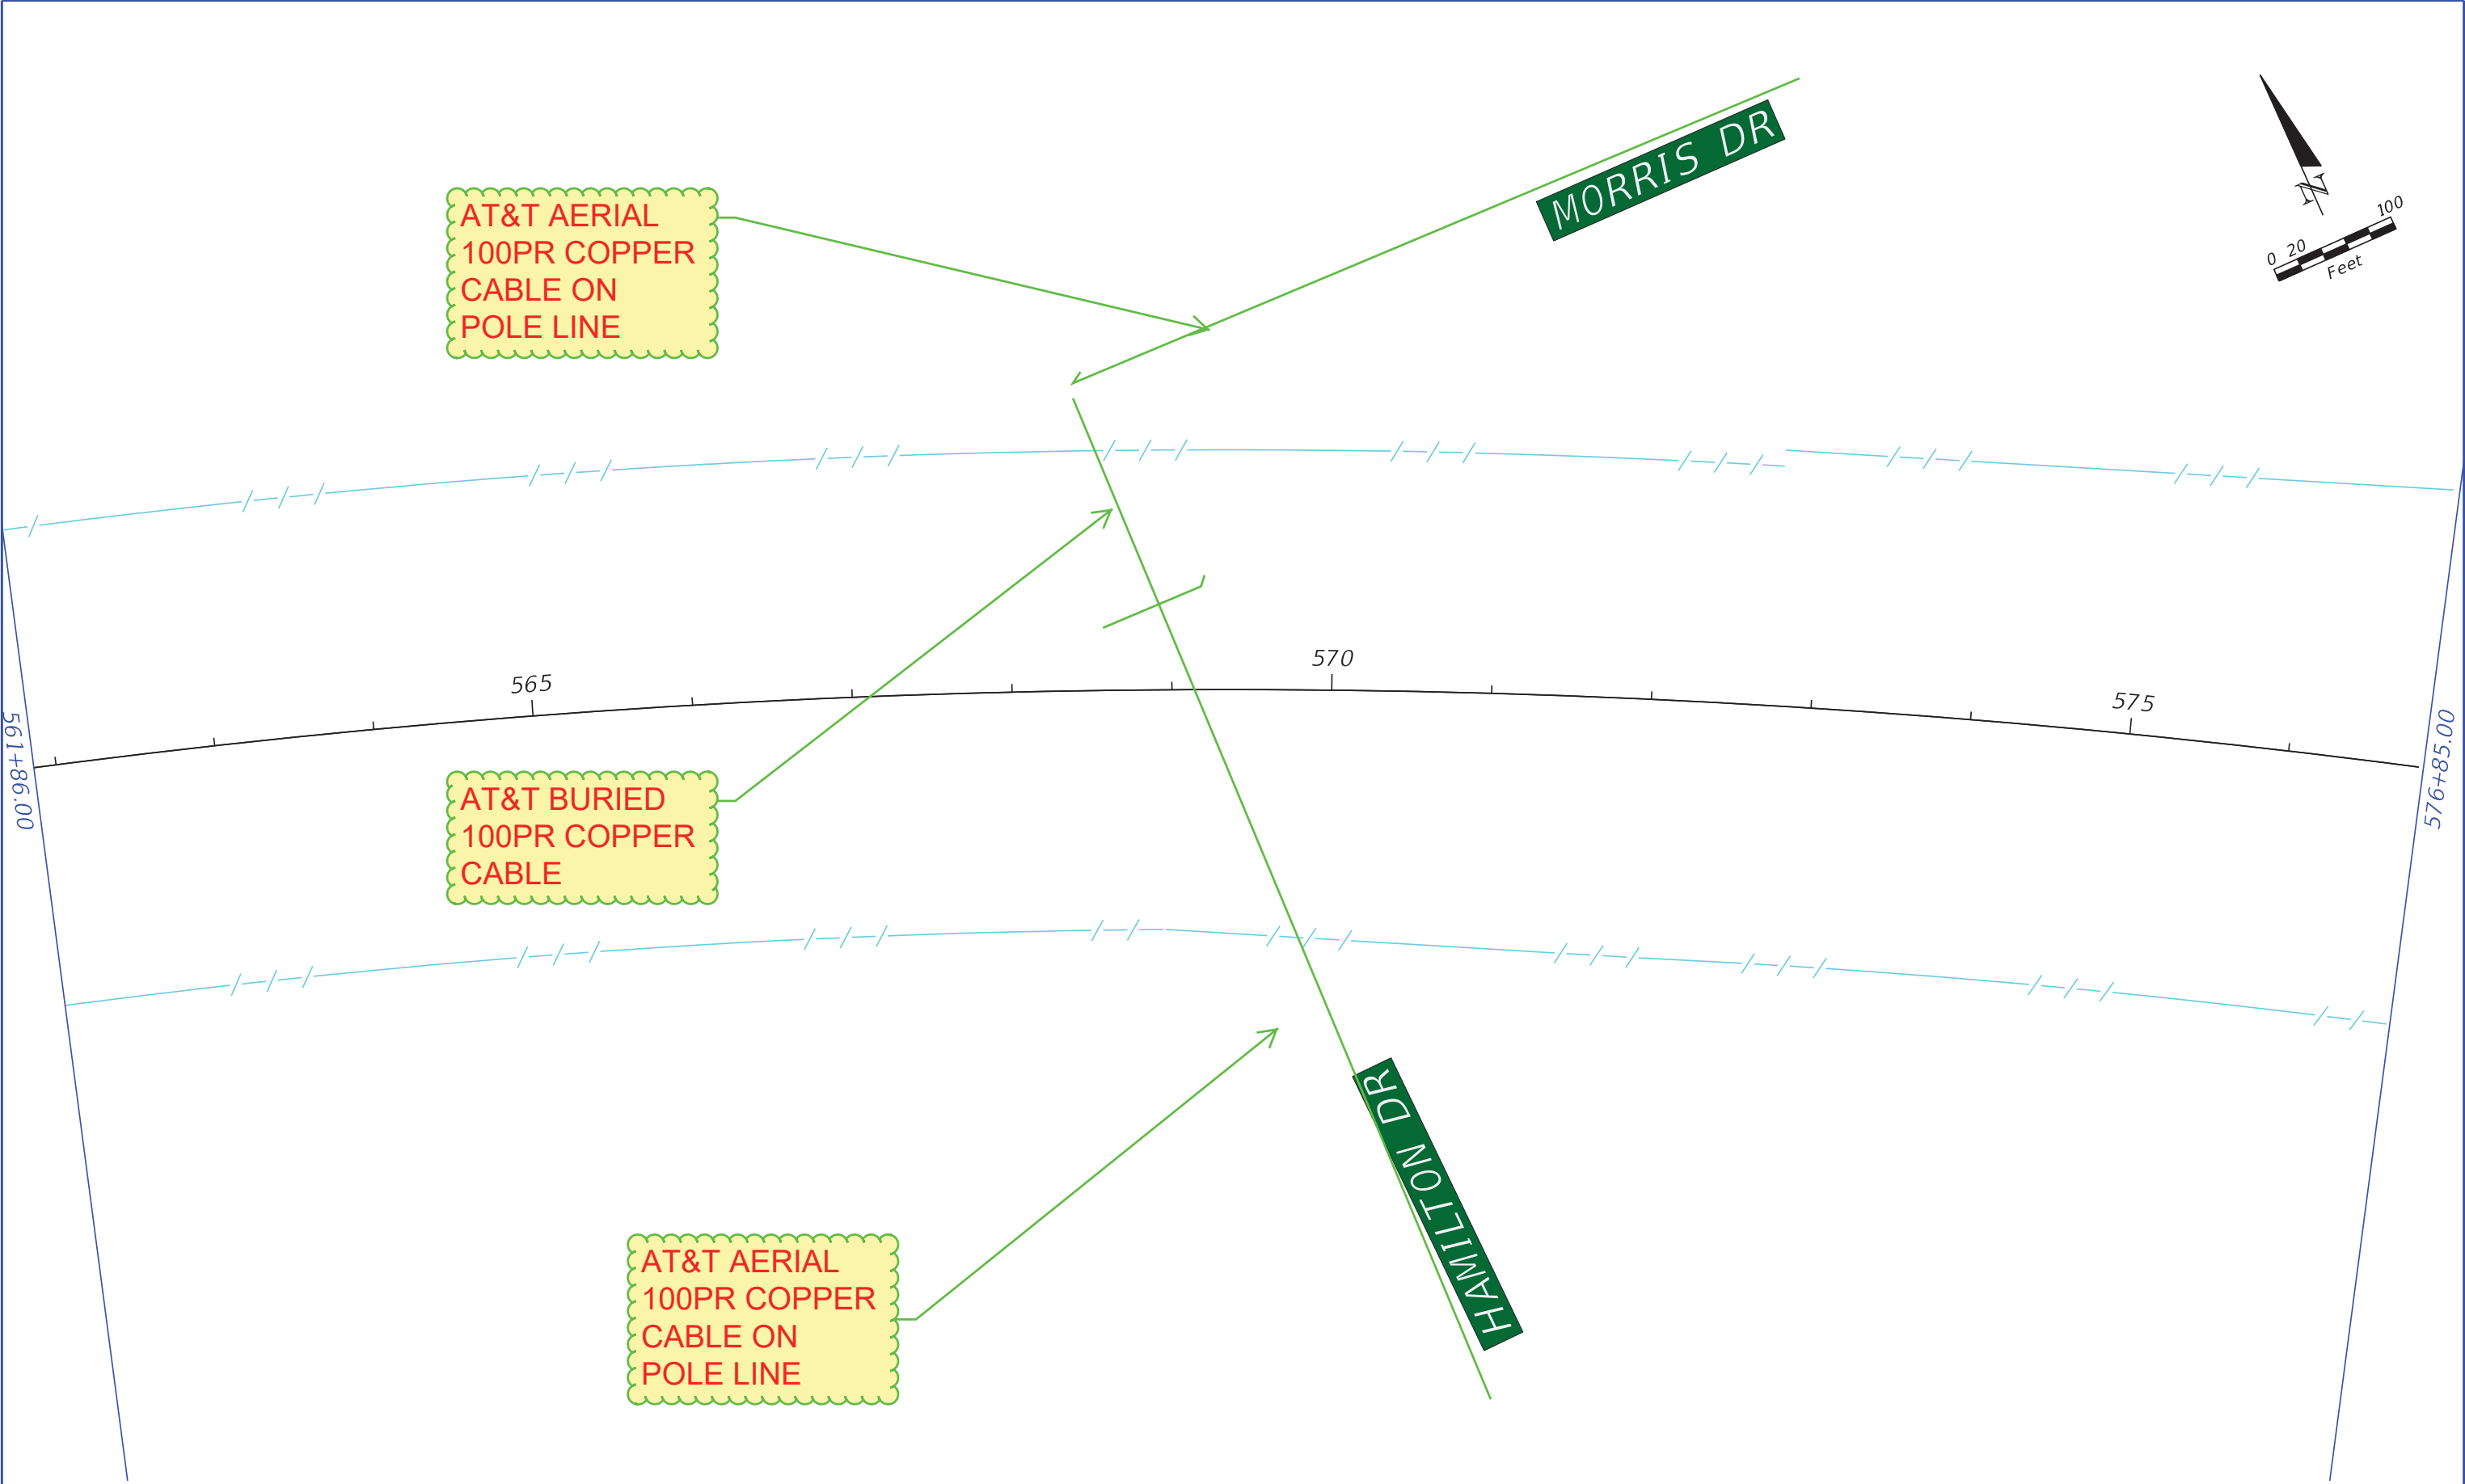 MORRIS DR
N
0 20 100
Feet
AT&T AERIAL
100PR COPPER
CABLE ON
POLE LINE
565
570
575
561+86.00
576+85.00
AT&T BURIED
100PR COPPER
CABLE
HAMILTON DR
AT&T AERIAL
100PR COPPER
CABLE ON
POLE LINE